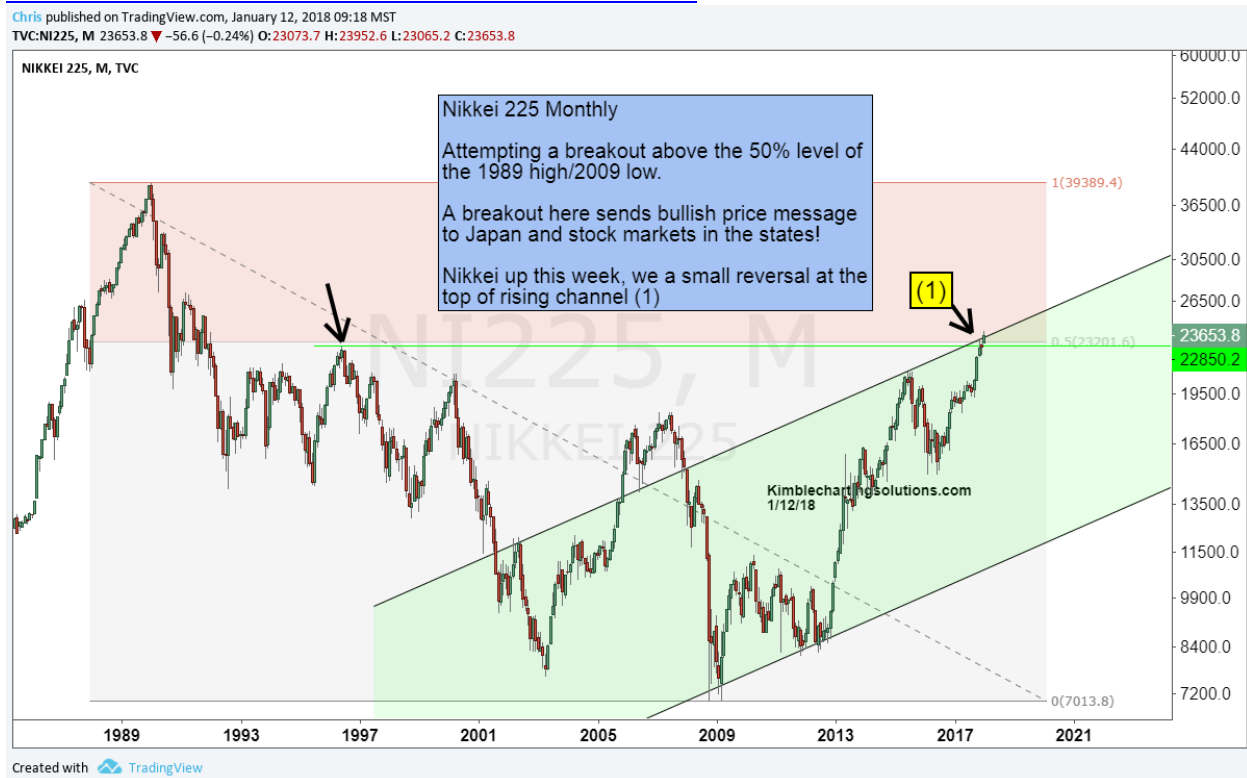 Chris published on TradingView.com, January 12, 2018 09:18 MST
TVC:NI225, M 23653.8 ▼ −56.6 (−0.24%) O:23073.7 H:23952.6 L:23065.2 C:23653.8
NIKKEI 225, M, TVC
60000.0
Nikkei 225 Monthly
52000.0
Attempting a breakout above the 50% level of
the 1989 high/2009 low.
44000.0
1(39389.4)
A breakout here sends bullish price message
to Japan and stock markets in the states!
36500.0
Nikkei up this week, we a small reversal at the
top of rising channel (1)
30500.0
(1)
26500.0
NI225, M
23653.8
0.5(23201.6)
22850.2
19500.0
NIKKEI 225
16500.0
Kimblechartingsolutions.com
1/12/18
13500.0
11500.0
9900.0
8400.0
7200.0
0(7013.8)
1989 1993 1997 2001 2005 2009 2013 2017 2021
Created with TradingView